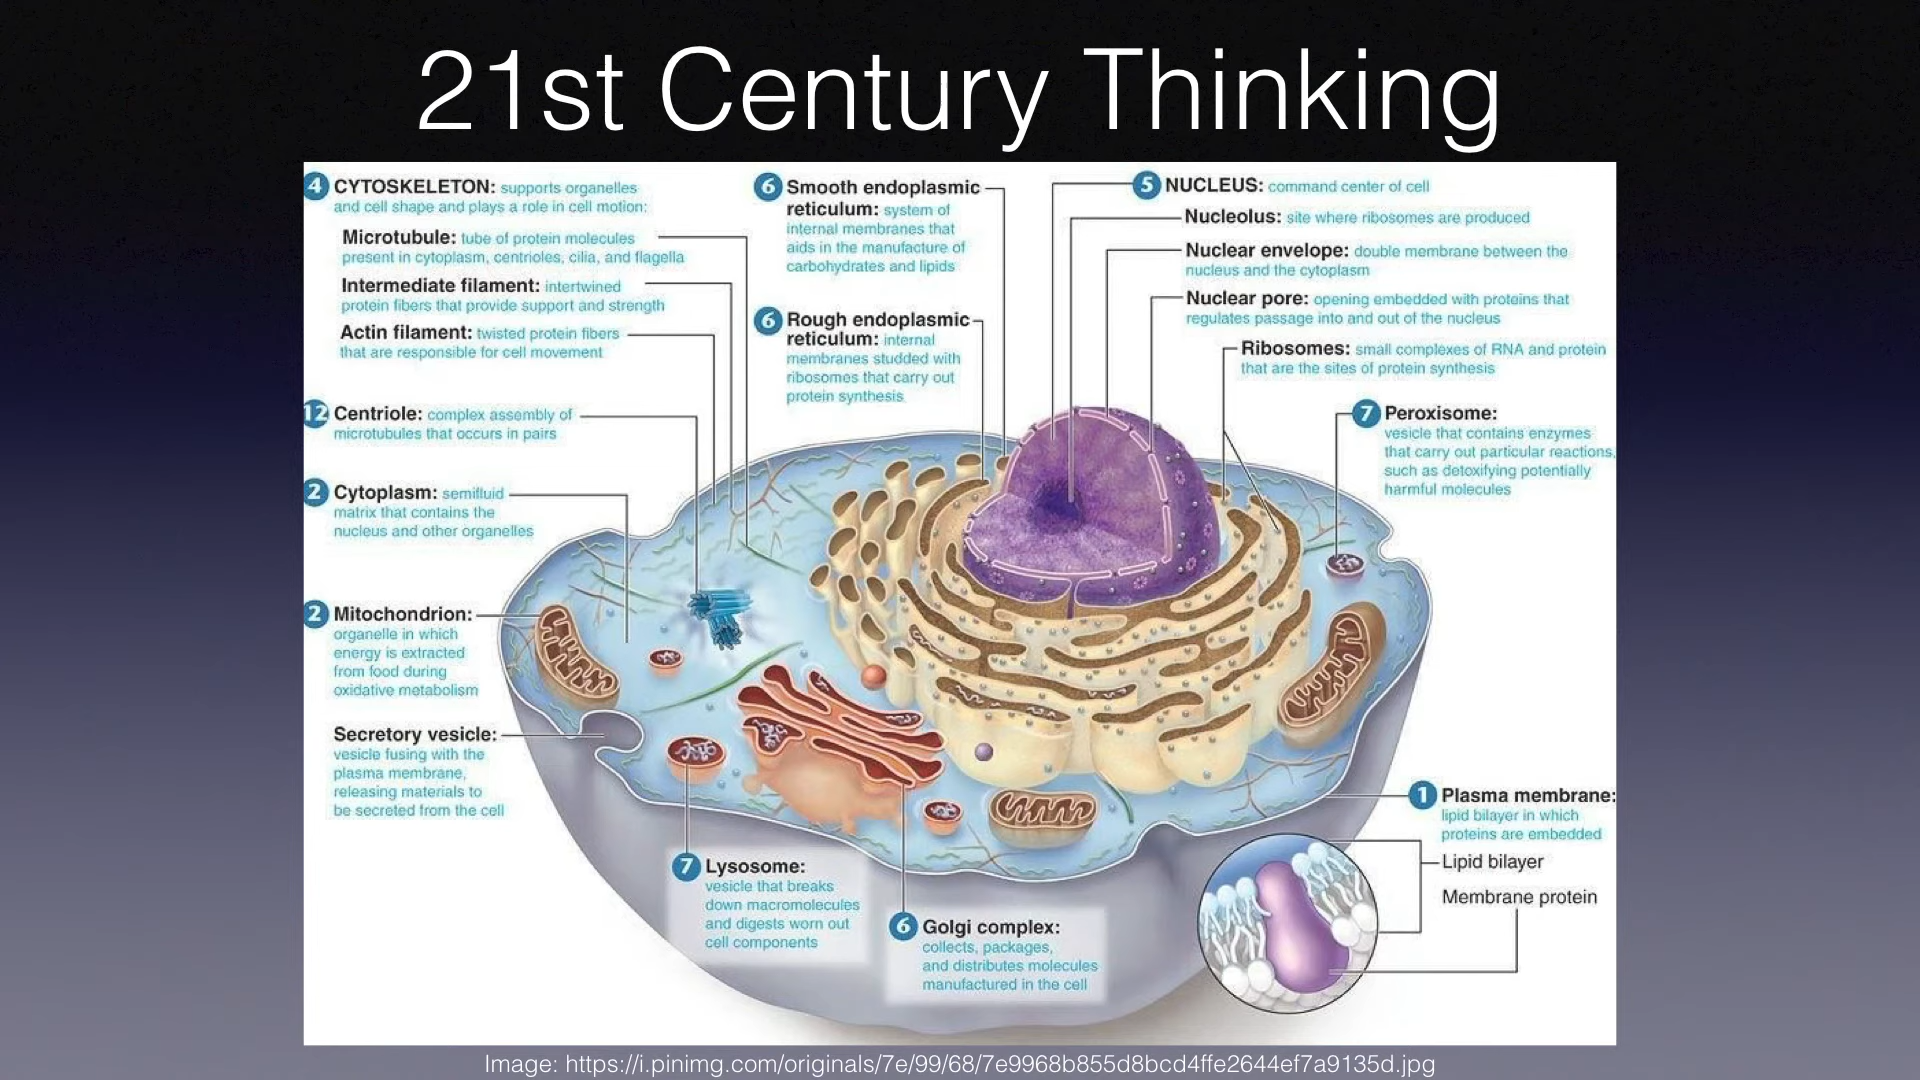 21st Century Thinking
4 CYTOSKELETON: supports organelles
and cell shape and plays a role in cell motion:
Microtubule: tube of protein molecules
present in cytoplasm, centrioles, cilia, and flagella
Intermediate filament: intertwined
protein fibers that provide support and strength
Actin filament: twisted protein fibers
that are responsible for cell movement
12 Centriole: complex assembly of
microtubules that occurs in pairs
2 Cytoplasm: semifluid
matrix that contains the
nucleus and other organelles
2 Mitochondrion:
organelle in which
energy is extracted
from food during
oxidative metabolism
Secretory vesicle:
vesicle fusing with the
plasma membrane,
releasing materials to
be secreted from the cell
6 Smooth endoplasmic
reticulum: system of
internal membranes that
aids in the manufacture of
carbohydrates and lipids
6 Rough endoplasmic
reticulum: internal
membranes studded with
ribosomes that carry out
protein synthesis
5 NUCLEUS: command center of cell
Nucleolus: site where ribosomes are produced
Nuclear envelope: double membrane between the
nucleus and the cytoplasm
Nuclear pore: opening embedded with proteins that
regulates passage into and out of the nucleus
Ribosomes: small complexes of RNA and protein
that are the sites of protein synthesis
7 Peroxisome:
vesicle that contains enzymes
that carry out particular reactions,
such as detoxifying potentially
harmful molecules
7 Lysosome:
vesicle that breaks
down macromolecules
and digests worn out
cell components
6 Golgi complex:
collects, packages,
and distributes molecules
manufactured in the cell
1 Plasma membrane:
lipid bilayer in which
proteins are embedded
Lipid bilayer
Membrane protein
Image: https://i.pinimg.com/originals/7e/99/68/7e9968b855d8bcd4ffe2644ef7a9135d.jpg